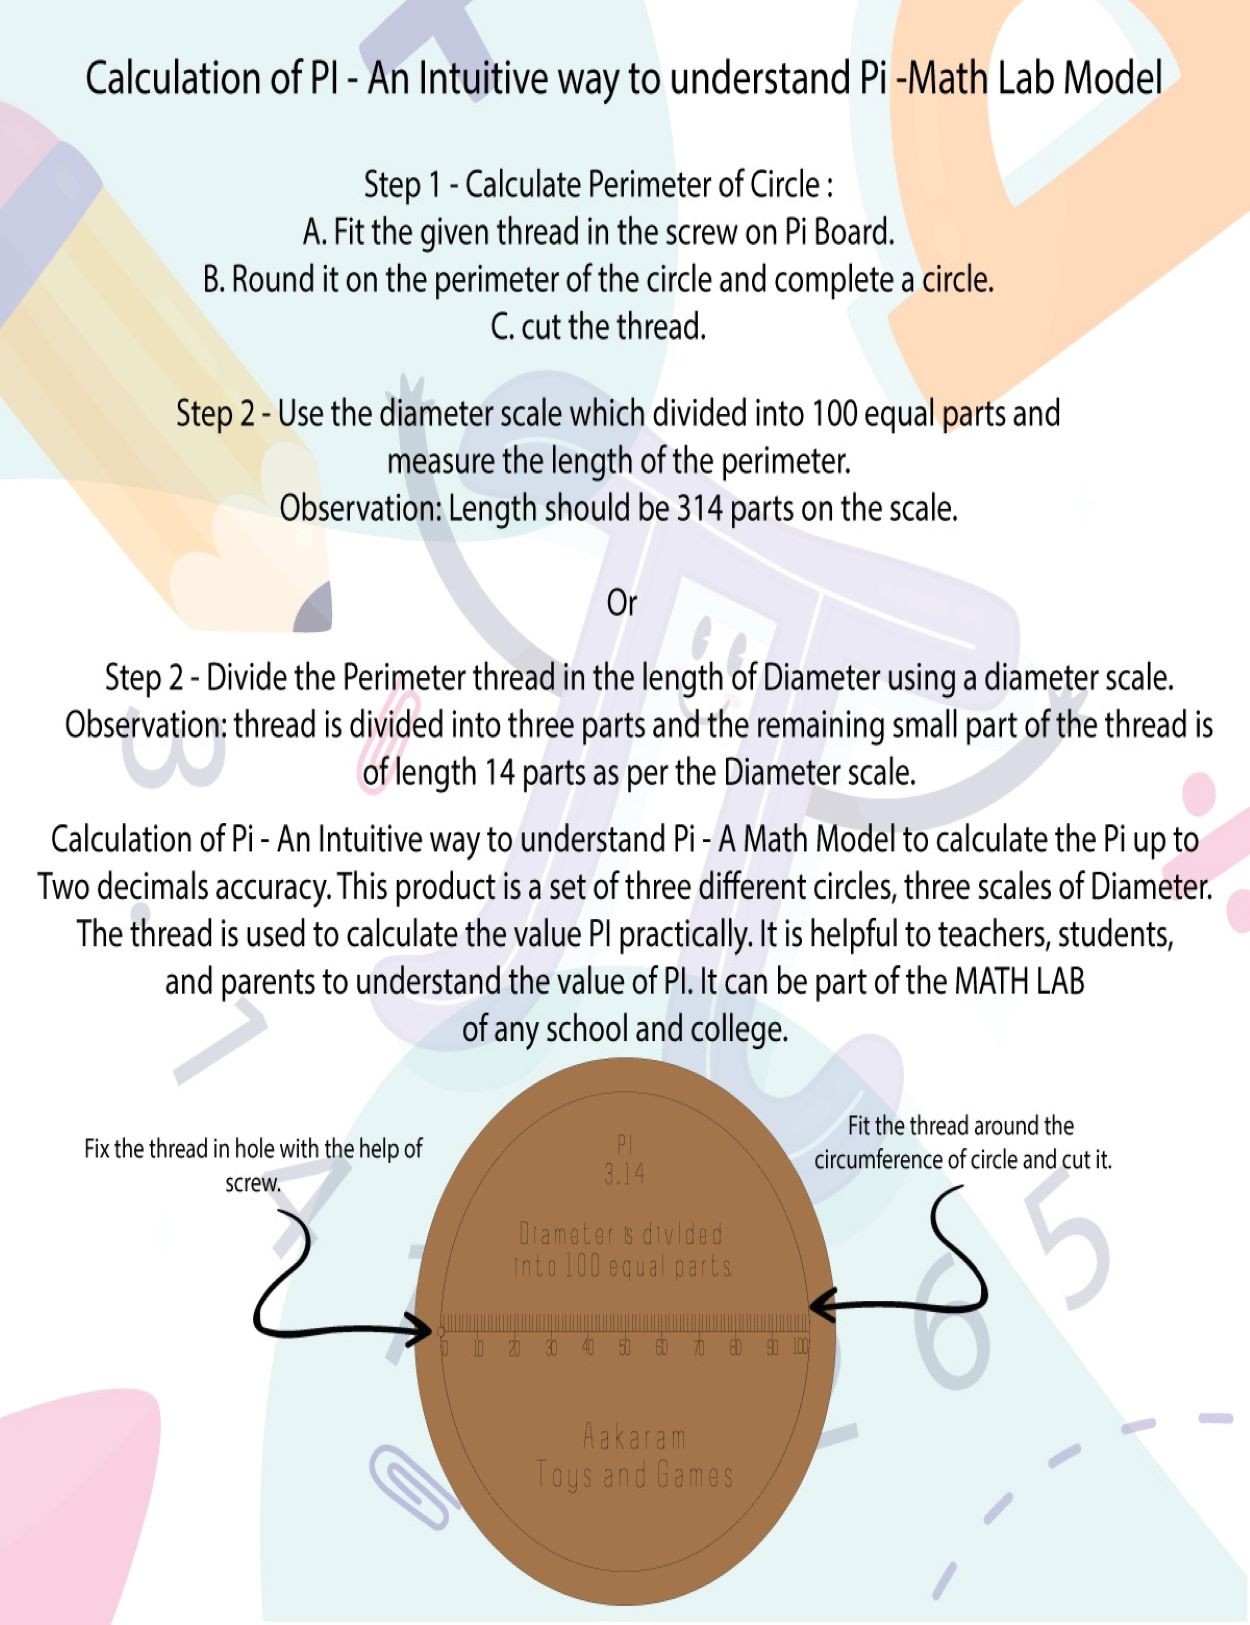 Calculation of PI - An Intuitive way to understand Pi -Math Lab Model
Step 1 - Calculate Perimeter of Circle :
A. Fit the given thread in the screw on Pi Board.
B. Round it on the perimeter of the circle and complete a circle.
C. cut the thread.
Step 2 - Use the diameter scale which divided into 100 equal parts and
measure the length of the perimeter.
Observation: Length should be 314 parts on the scale.
Or
Step 2 - Divide the Perimeter thread in the length of Diameter using a diameter scale.
Observation: thread is divided into three parts and the remaining small part of the thread is
of length 14 parts as per the Diameter scale.
Calculation of Pi - An Intuitive way to understand Pi - A Math Model to calculate the Pi up to
Two decimals accuracy. This product is a set of three different circles, three scales of Diameter.
The thread is used to calculate the value PI practically. It is helpful to teachers, students,
and parents to understand the value of PI. It can be part of the MATH LAB
of any school and college.
Fix the thread in hole with the help of
screw.
Fit the thread around the
circumference of circle and cut it.
PI
3.14
Diameter is divided
into 100 equal parts.
0 10 20 30 40 50 60 70 80 90 100
Aakaram
Toys and Games
3
1
4
1
5
6